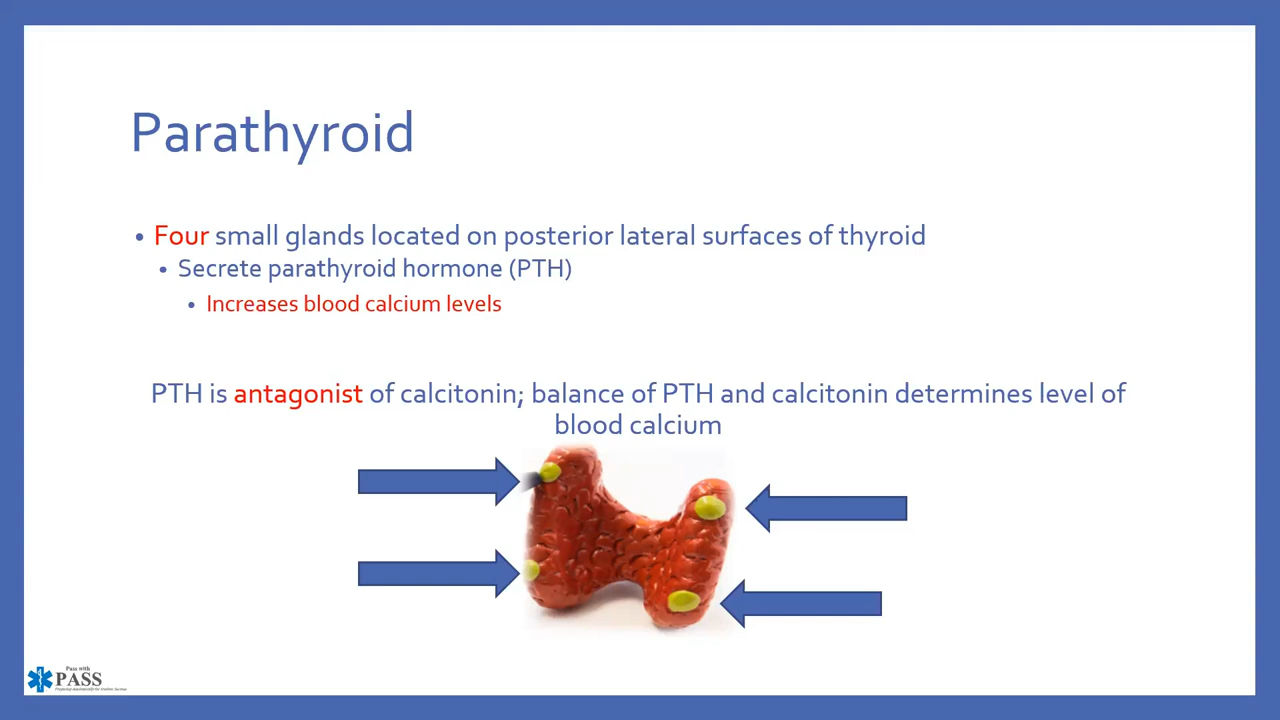 Parathyroid
• Four small glands located on posterior lateral surfaces of thyroid
• Secrete parathyroid hormone (PTH)
• Increases blood calcium levels
PTH is antagonist of calcitonin; balance of PTH and calcitonin determines level of
blood calcium
Pass with
PASS